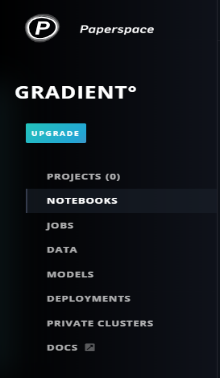 P Paperspace
GRADIENT°
UPGRADE
PROJECTS (0)
NOTEBOOKS
JOBS
DATA
MODELS
DEPLOYMENTS
PRIVATE CLUSTERS
DOCS